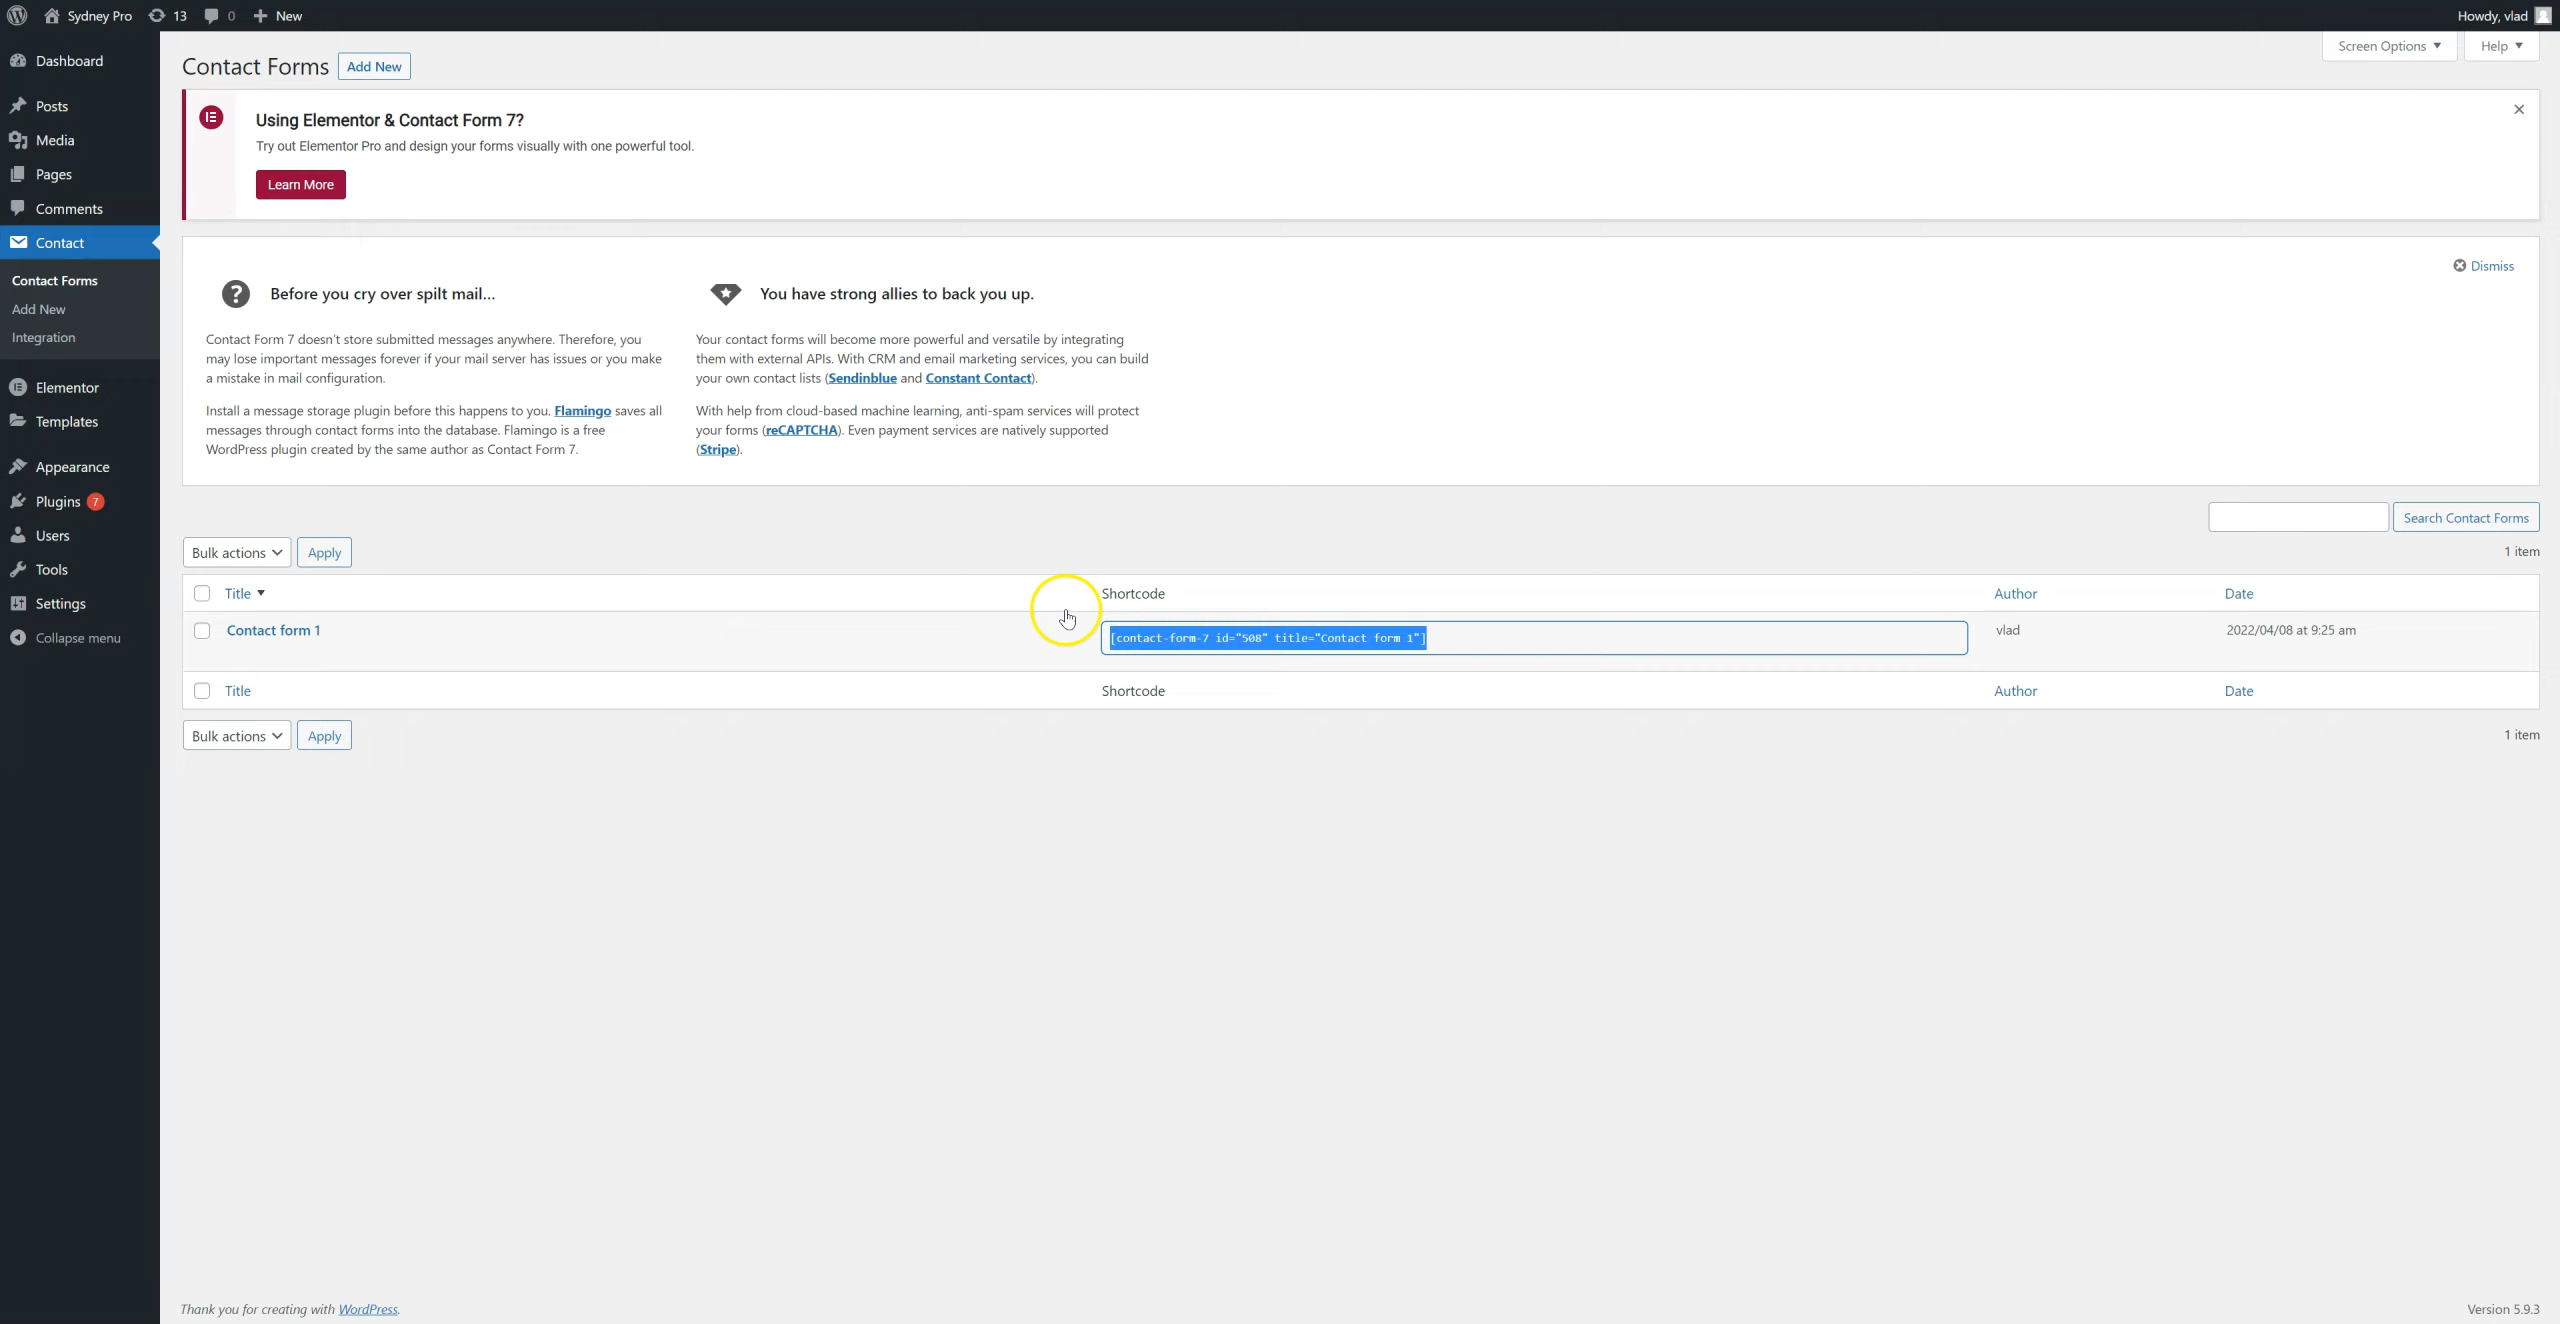 Sydney Pro 13 0 New Howdy, vlad
Screen Options Help
Dashboard
Posts
Media
Pages
Comments
Contact
Contact Forms
Add New
Integration
Elementor
Templates
Appearance
Plugins 7
Users
Tools
Settings
Collapse menu
Contact Forms Add New
Using Elementor & Contact Form 7?
Try out Elementor Pro and design your forms visually with one powerful tool.
Learn More
Dismiss
Before you cry over spilt mail...
Contact Form 7 doesn't store submitted messages anywhere. Therefore, you
may lose important messages forever if your mail server has issues or you make
a mistake in mail configuration.
Install a message storage plugin before this happens to you. Flamingo saves all
messages through contact forms into the database. Flamingo is a free
WordPress plugin created by the same author as Contact Form 7.
You have strong allies to back you up.
Your contact forms will become more powerful and versatile by integrating
them with external APIs. With CRM and email marketing services, you can build
your own contact lists (Sendinblue and Constant Contact).
With help from cloud-based machine learning, anti-spam services will protect
your forms (reCAPTCHA). Even payment services are natively supported
(Stripe).
Search Contact Forms
Bulk actions Apply 1 item
Title Shortcode Author Date
Contact form 1 [contact-form-7 id="508" title="Contact form 1"] vlad 2022/04/08 at 9:25 am
Title Shortcode Author Date
Bulk actions Apply 1 item
Thank you for creating with WordPress. Version 5.9.3